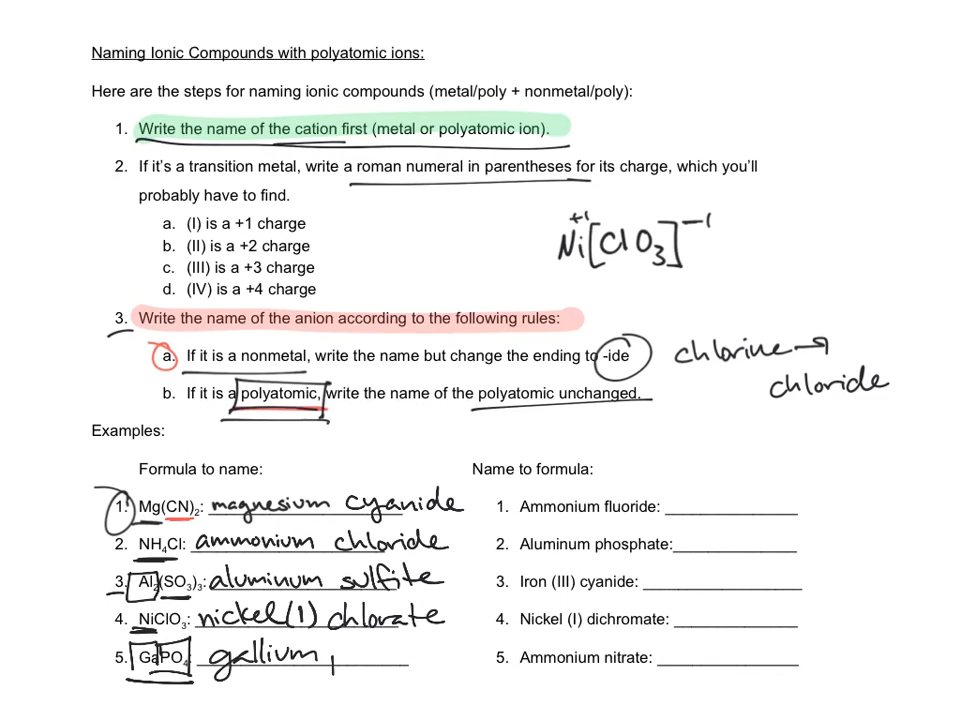 Naming Ionic Compounds with polyatomic ions:
Here are the steps for naming ionic compounds (metal/poly + nonmetal/poly):
1. Write the name of the cation first (metal or polyatomic ion).
2. If it's a transition metal, write a roman numeral in parentheses for its charge, which you'll
probably have to find.
a. (I) is a +1 charge
b. (II) is a +2 charge
c. (III) is a +3 charge
d. (IV) is a +4 charge
+1 -1
Ni[ClO3]
3. Write the name of the anion according to the following rules:
a. If it is a nonmetal, write the name but change the ending to -ide
chlorine →
chloride
b. If it is a polyatomic, write the name of the polyatomic unchanged.
Examples:
Formula to name:
1. Mg(CN)2: magnesium cyanide
2. NH4Cl: ammonium chloride
3. Al2(SO3)3: aluminum sulfite
4. NiClO3: nickel (I) chlorate
5. GaPO4: gallium
Name to formula:
1. Ammonium fluoride:
2. Aluminum phosphate:
3. Iron (III) cyanide:
4. Nickel (I) dichromate:
5. Ammonium nitrate: